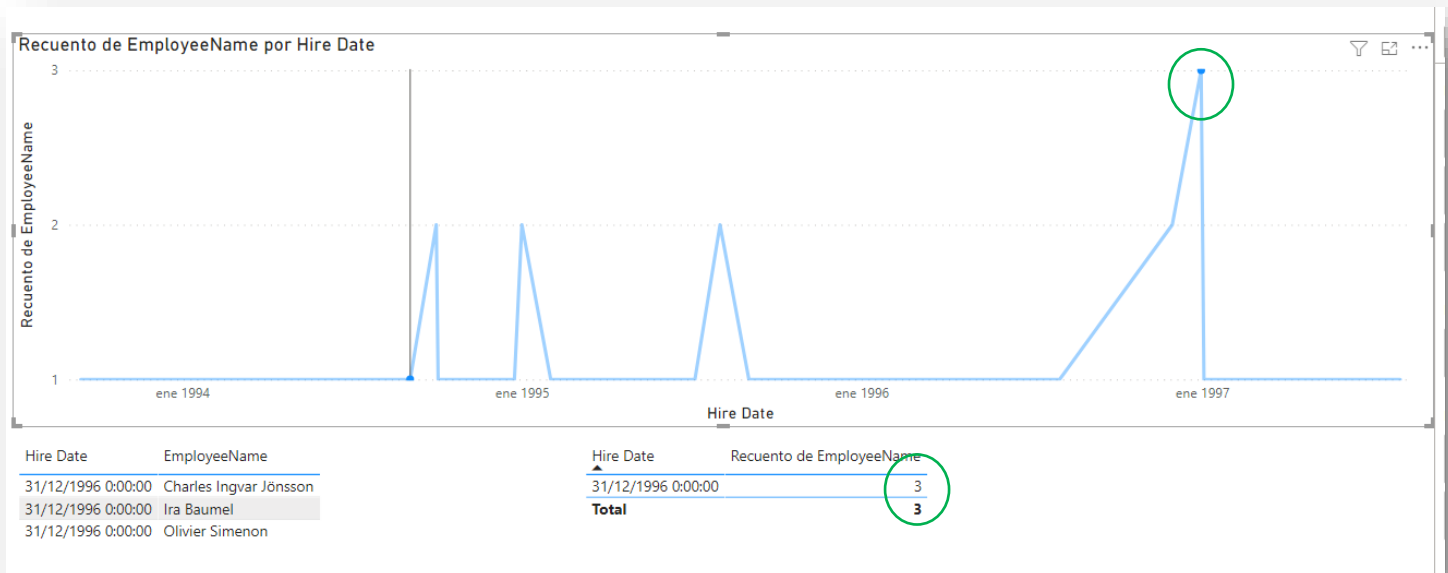 Recuento de EmployeeName por Hire Date
3
2
1
Recuento de EmployeeName
ene 1994 ene 1995 ene 1996 ene 1997
Hire Date
Hire Date EmployeeName
31/12/1996 0:00:00 Charles Ingvar Jönsson
31/12/1996 0:00:00 Ira Baumel
31/12/1996 0:00:00 Olivier Simenon
Hire Date Recuento de EmployeeName
31/12/1996 0:00:00 3
Total 3